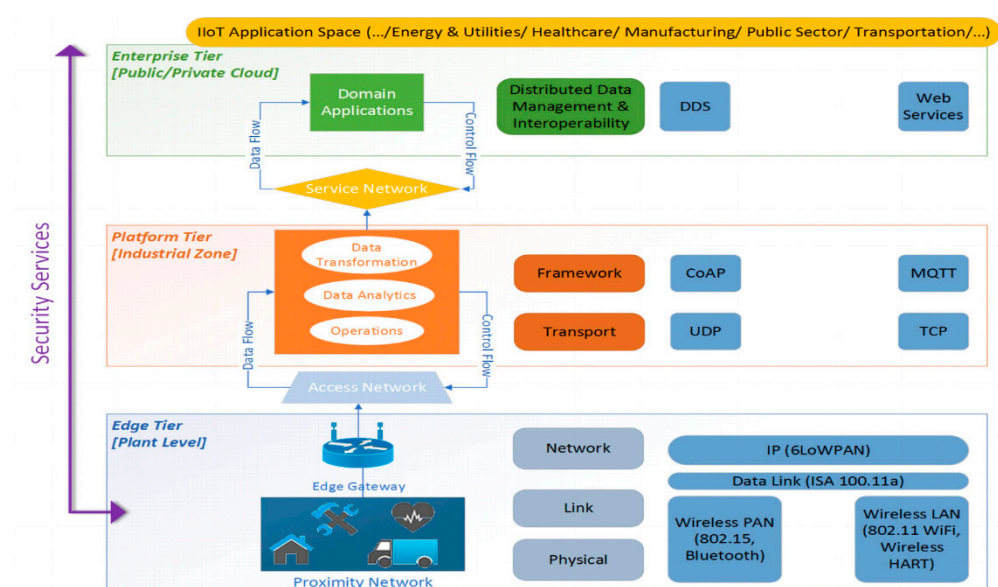 IIoT Application Space (.../Energy & Utilities/ Healthcare/ Manufacturing/ Public Sector/ Transportation/...)
Enterprise Tier
[Public/Private Cloud]
Domain
Applications
Distributed Data
Management &
Interoperability
DDS
Web
Services
Data Flow
Control Flow
Service Network
Security Services
Platform Tier
[Industrial Zone]
Data
Transformation
Data Analytics
Operations
Framework
CoAP
MQTT
Transport
UDP
TCP
Data Flow
Control Flow
Access Network
Edge Tier
[Plant Level]
Edge Gateway
Proximity Network
Network
IP (6LoWPAN)
Data Link (ISA 100.11a)
Link
Physical
Wireless PAN
(802.15,
Bluetooth)
Wireless LAN
(802.11 WiFi,
Wireless
HART)